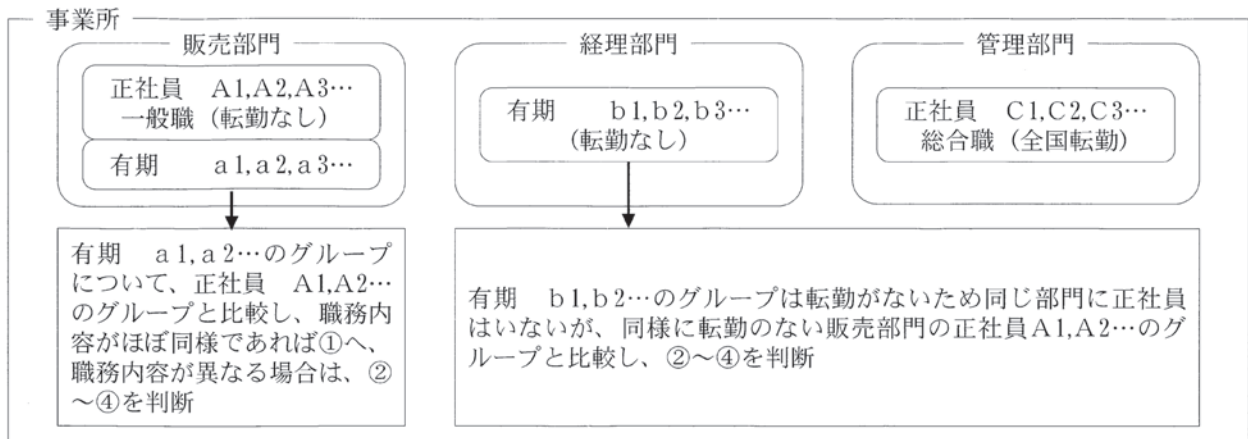 事業所
販売部門
正社員 A1,A2,A3…
一般職（転勤なし）
有期 a1,a2,a3…
有期 a1,a2…のグループ
について、正社員 A1,A2…
のグループと比較し、職務内
容がほぼ同様であれば①へ、
職務内容が異なる場合は、②
～④を判断
経理部門
有期 b1,b2,b3…
(転勤なし)
有期 b1,b2…のグループは転勤がないため同じ部門に正社員
はいないが、同様に転勤のない販売部門の正社員A1,A2…のグ
ループと比較し、②～④を判断
管理部門
正社員 C1,C2,C3…
総合職（全国転勤）